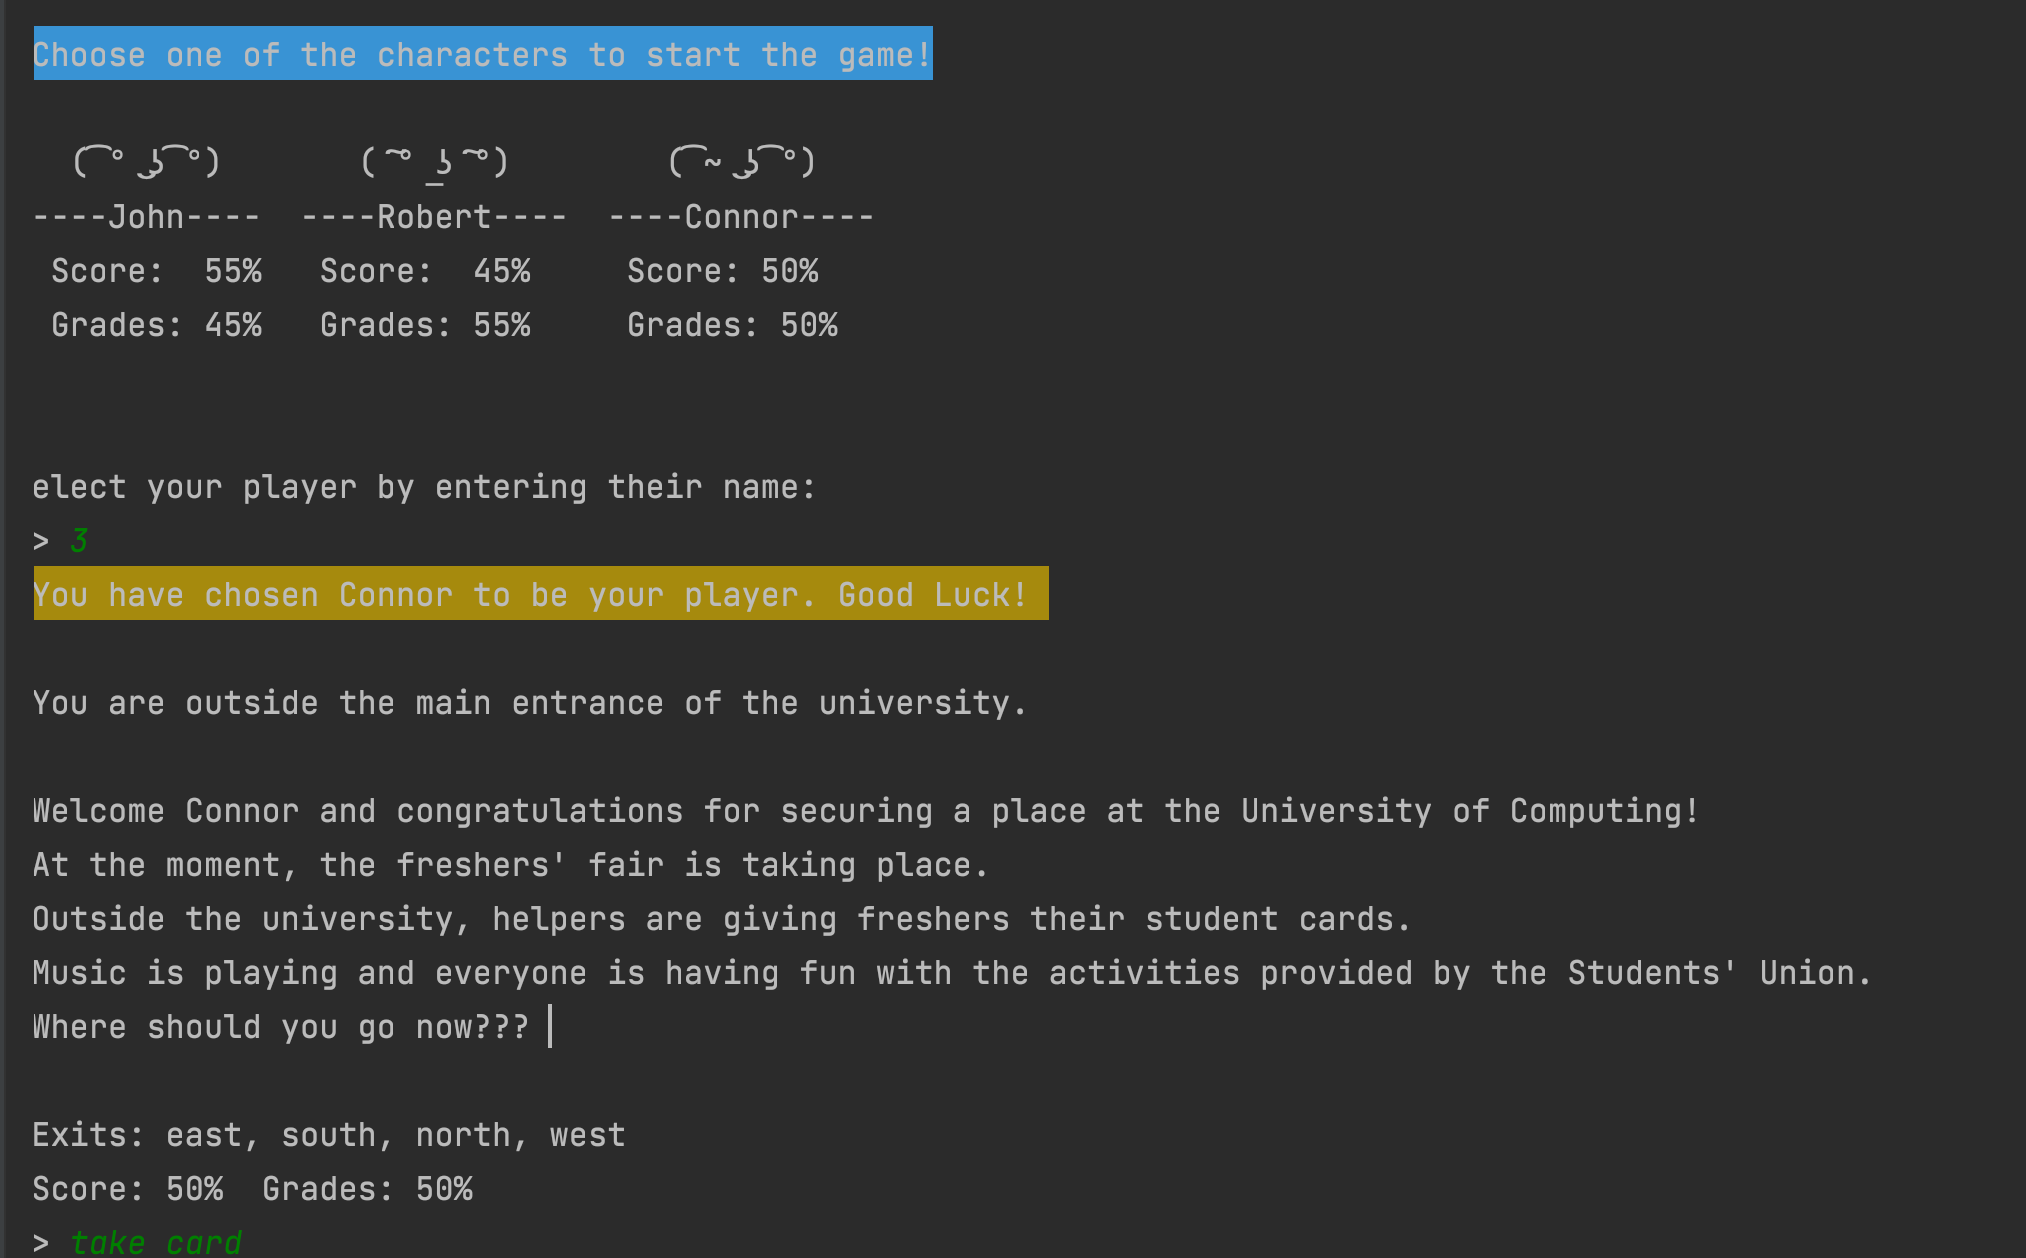 Choose one of the characters to start the game!
( ͡° ͜ʖ ͡°) ( ͠° ͟ʖ ͠°) ( ͡~ ͜ʖ ͡°)
----John---- ----Robert---- ----Connor----
Score: 55% Score: 45% Score: 50%
Grades: 45% Grades: 55% Grades: 50%
elect your player by entering their name:
> 3
You have chosen Connor to be your player. Good Luck!
You are outside the main entrance of the university.
Welcome Connor and congratulations for securing a place at the University of Computing!
At the moment, the freshers' fair is taking place.
Outside the university, helpers are giving freshers their student cards.
Music is playing and everyone is having fun with the activities provided by the Students' Union.
Where should you go now???
Exits: east, south, north, west
Score: 50% Grades: 50%
> take card